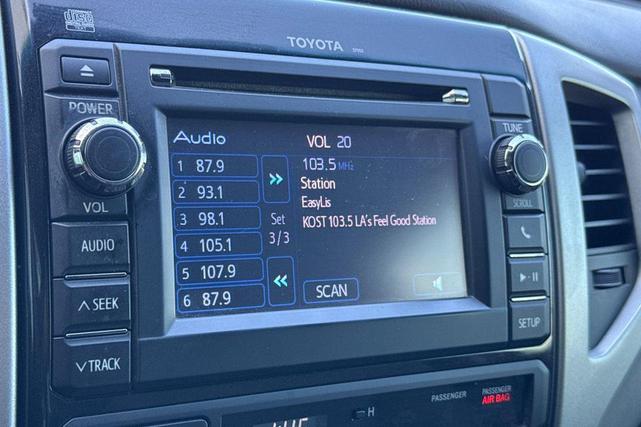 disc
TEXT
TOYOTA
POWER
VOL
AUDIO
∧ SEEK
∨ TRACK
Audio
VOL 20
1 87.9
2 93.1
3 98.1
4 105.1
5 107.9
6 87.9
Set
3/3
103.5 MHz
Station
EasyLis
KOST 103.5 LA's Feel Good Station
SCAN
TUNE
SCROLL
SETUP
H
PASSENGER
PASSENGER
AIR BAG